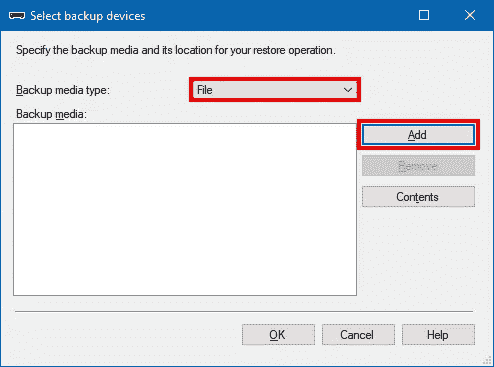 Select backup devices
Specify the backup media and its location for your restore operation.
Backup media type:
File
Backup media:
Add
Remove
Contents
OK
Cancel
Help